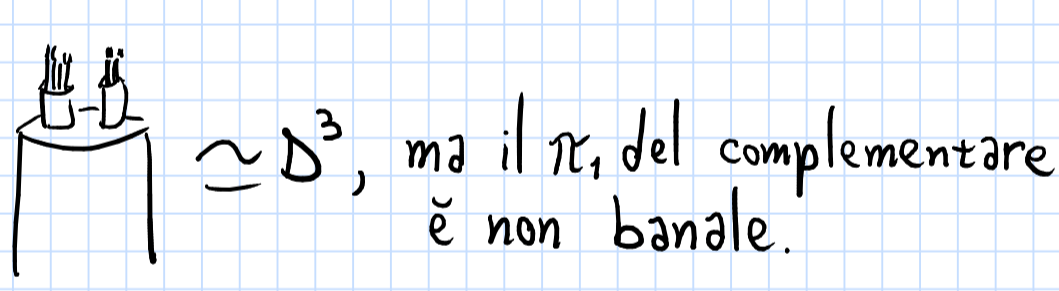 ≃ D³, ma il π₁ del complementare
ĕ non banale.